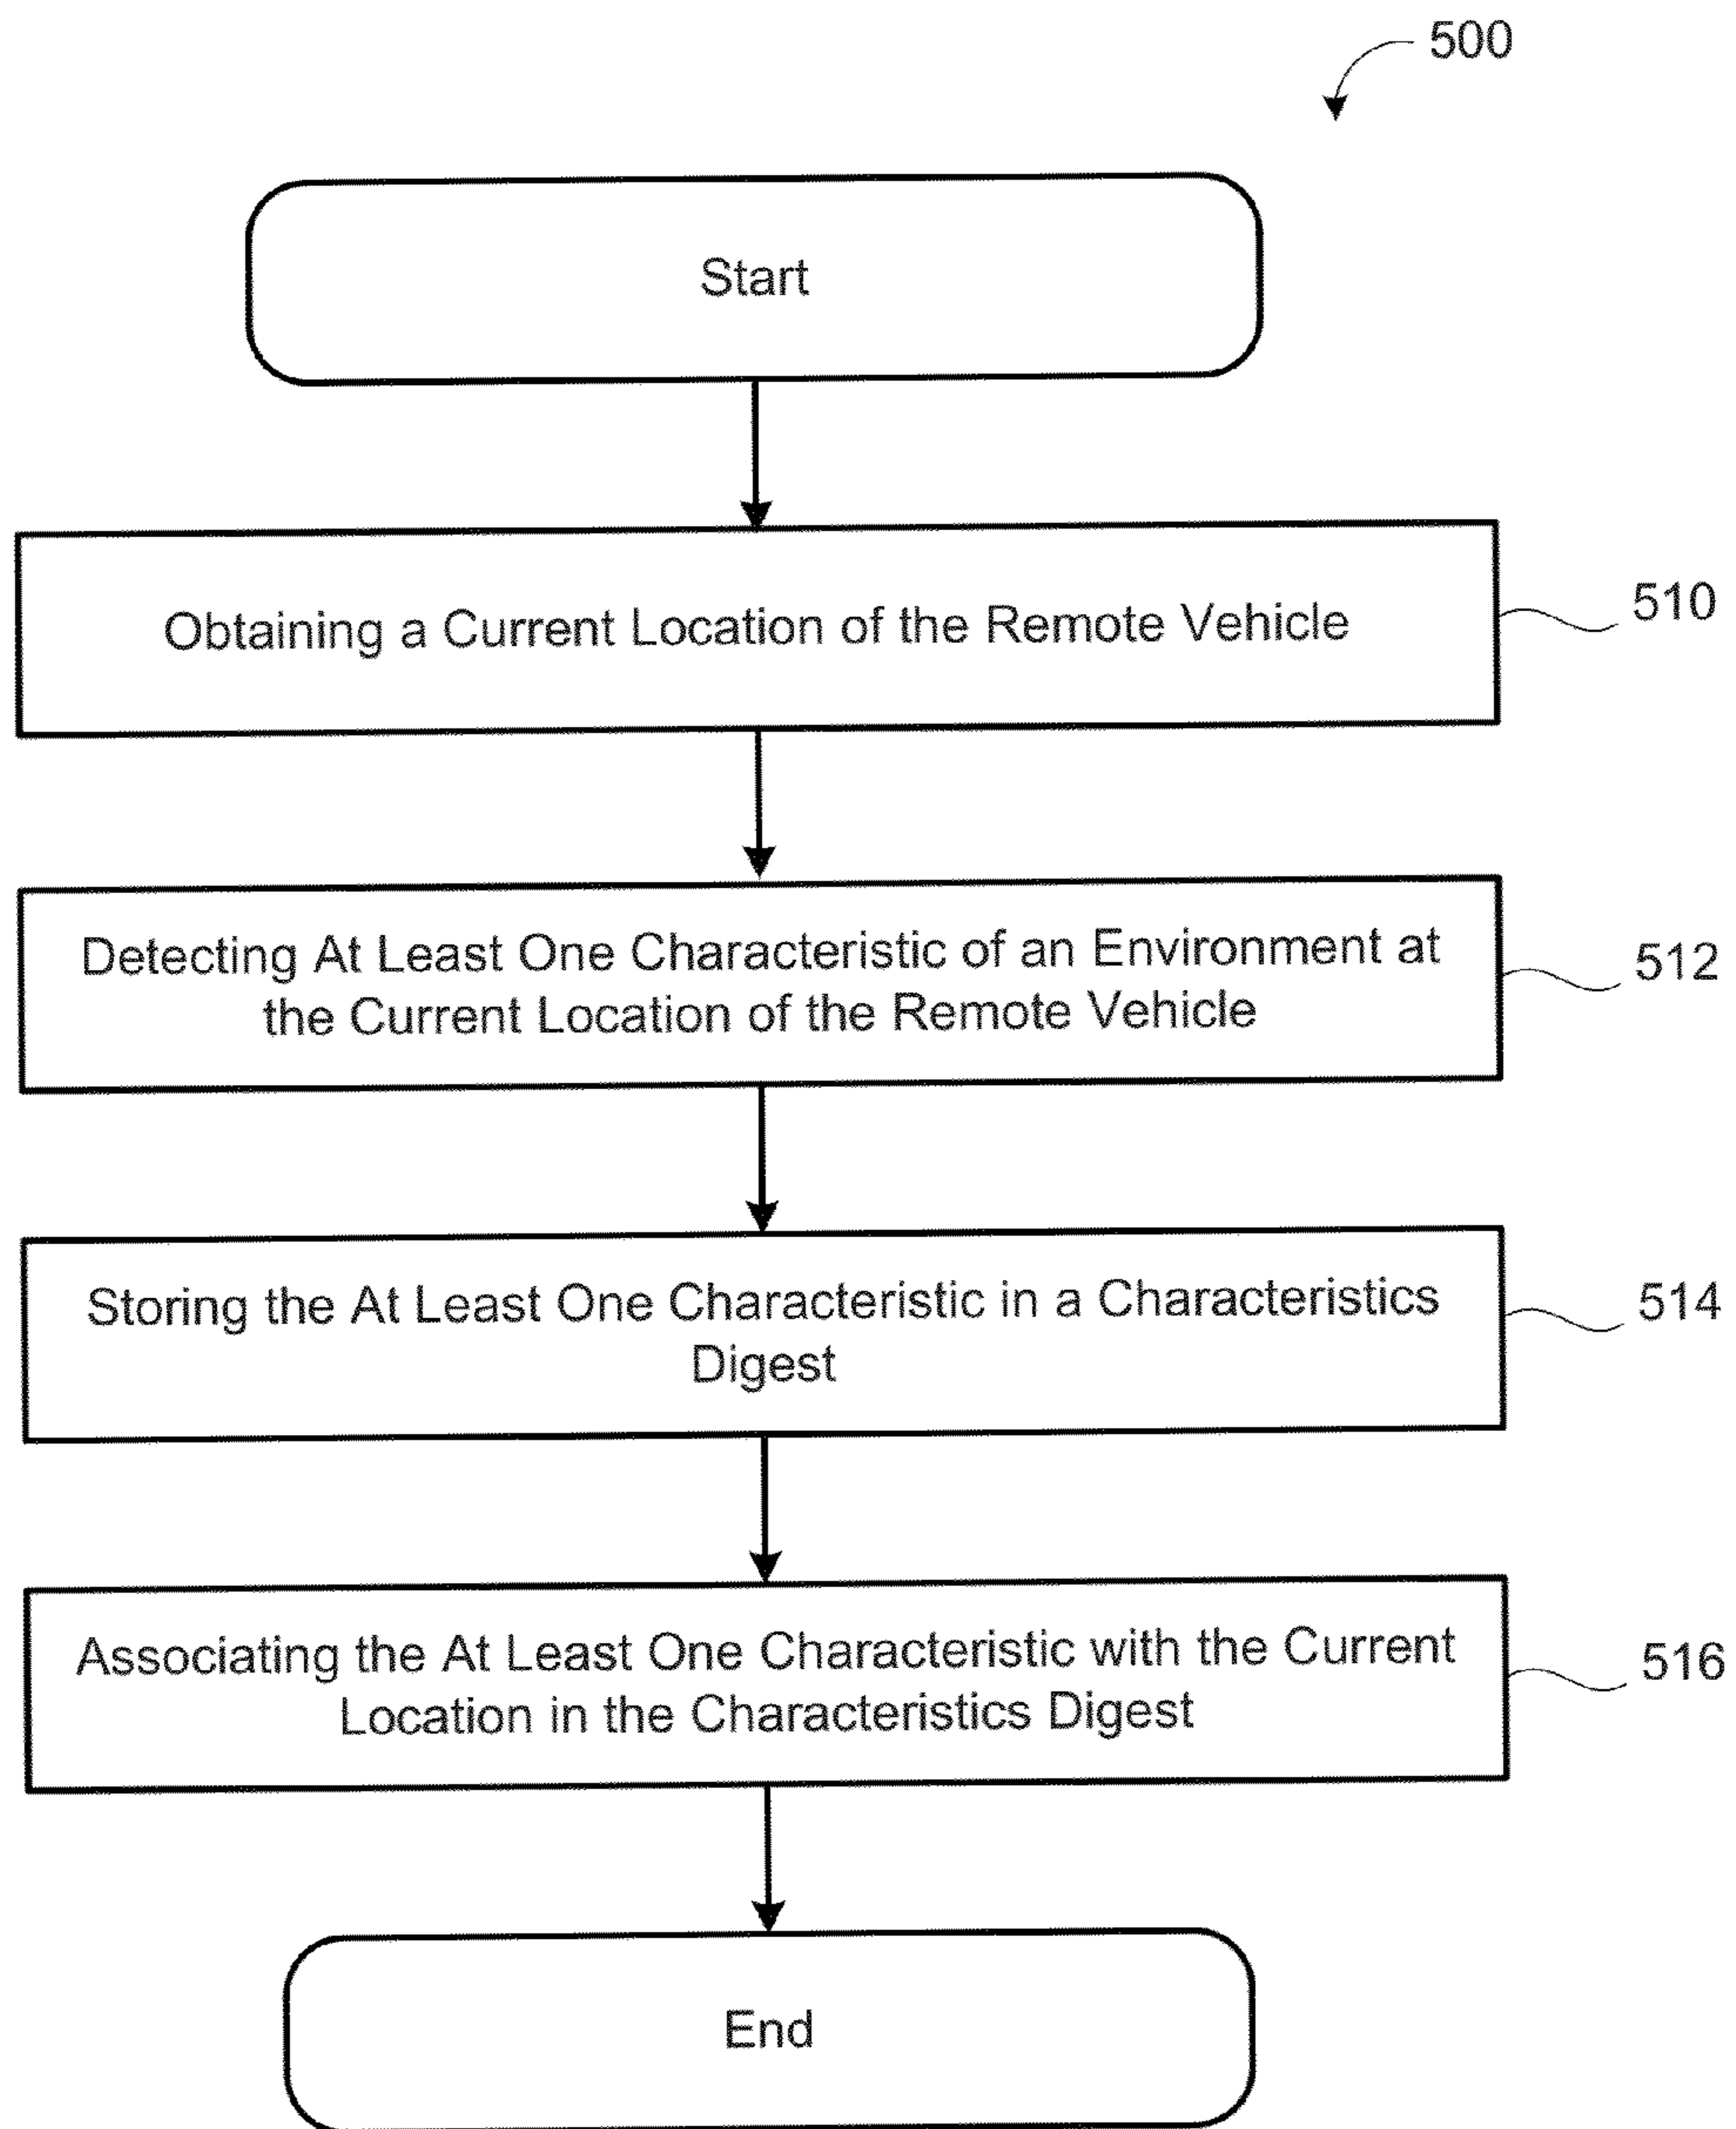 500
Start
Obtaining a Current Location of the Remote Vehicle
510
Detecting At Least One Characteristic of an Environment at
the Current Location of the Remote Vehicle
512
Storing the At Least One Characteristic in a Characteristics
Digest
514
Associating the At Least One Characteristic with the Current
Location in the Characteristics Digest
516
End